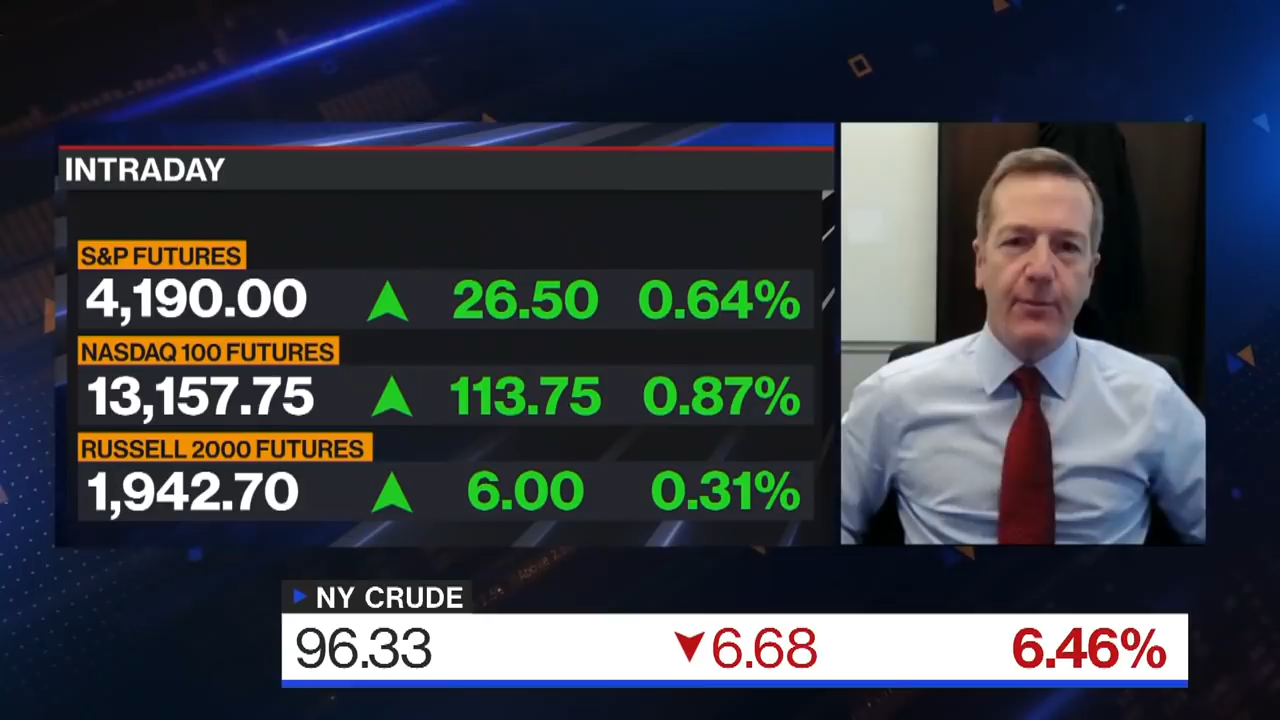 INTRADAY
S&P FUTURES
4,190.00 ▲ 26.50 0.64%
NASDAQ 100 FUTURES
13,157.75 ▲ 113.75 0.87%
RUSSELL 2000 FUTURES
1,942.70 ▲ 6.00 0.31%
NY CRUDE
96.33 ▼6.68 6.46%